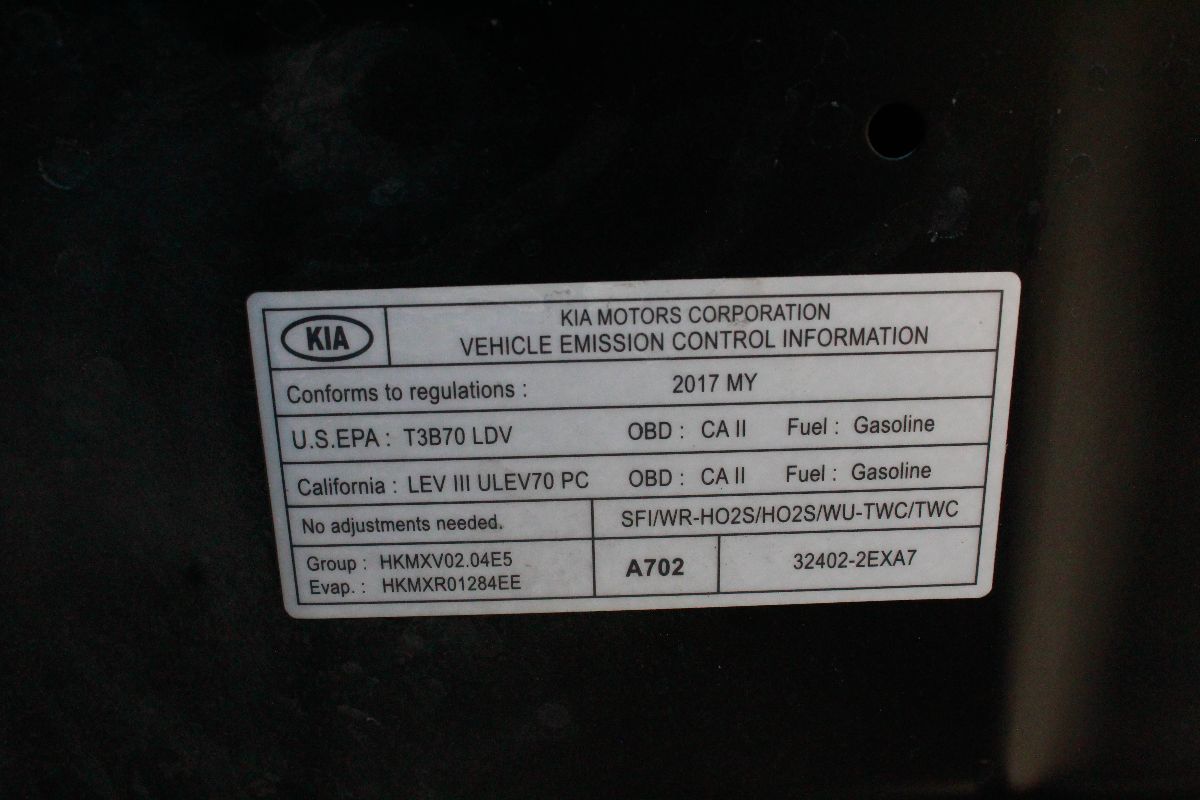 KIA
KIA MOTORS CORPORATION
VEHICLE EMISSION CONTROL INFORMATION
Conforms to regulations : 2017 MY
U.S.EPA : T3B70 LDV OBD : CA II Fuel : Gasoline
California : LEV III ULEV70 PC OBD : CA II Fuel : Gasoline
No adjustments needed. SFI/WR-HO2S/HO2S/WU-TWC/TWC
Group : HKMXV02.04E5
Evap. : HKMXR01284EE
A702
32402-2EXA7